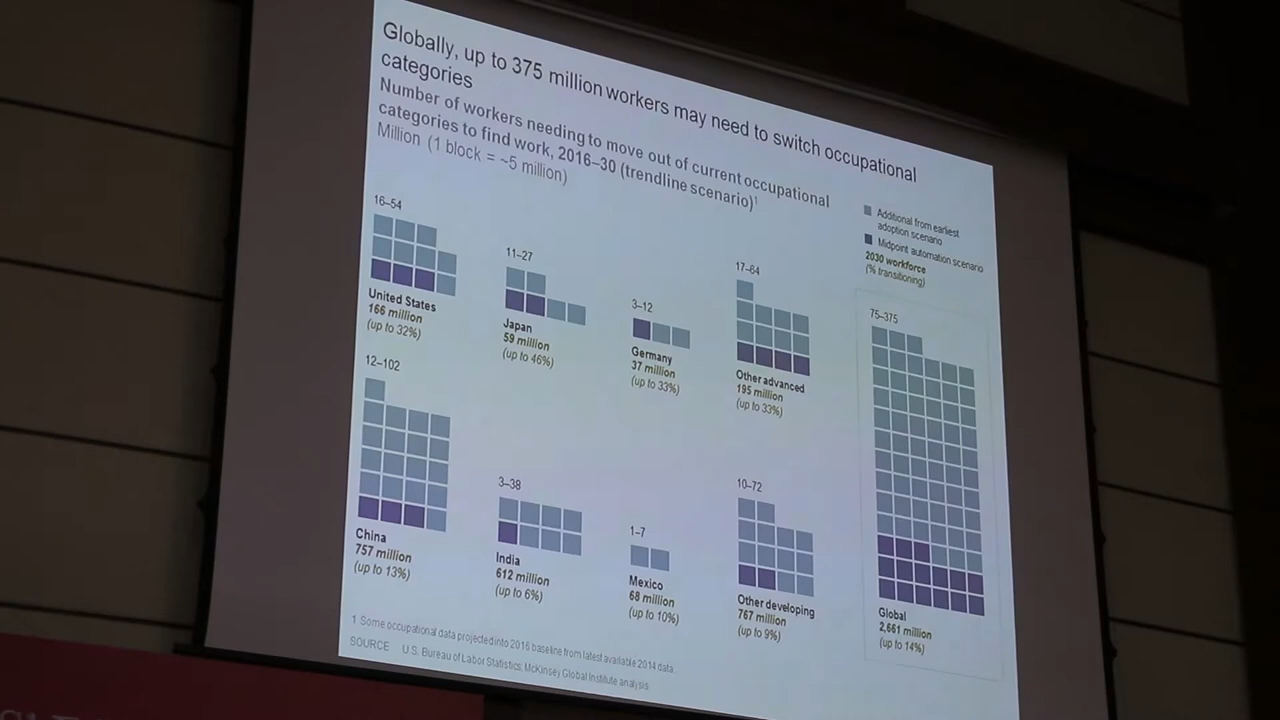 Globally, up to 375 million workers may need to switch occupational
categories
Number of workers needing to move out of current occupational
categories to find work, 2016–30 (trendline scenario)¹
Million (1 block = ~5 million)
Additional from earliest
adoption scenario
Midpoint automation scenario
2030 workforce
(% transitioning)
16–54
United States
166 million
(up to 32%)
11–27
Japan
59 million
(up to 46%)
3–12
Germany
37 million
(up to 33%)
17–64
Other advanced
195 million
(up to 33%)
75–375
Global
2,661 million
(up to 14%)
12–102
China
757 million
(up to 13%)
3–38
India
612 million
(up to 6%)
1–7
Mexico
68 million
(up to 10%)
10–72
Other developing
767 million
(up to 9%)
1 Some occupational data projected into 2016 baseline from latest available 2014 data.
SOURCE U.S. Bureau of Labor Statistics; McKinsey Global Institute analysis